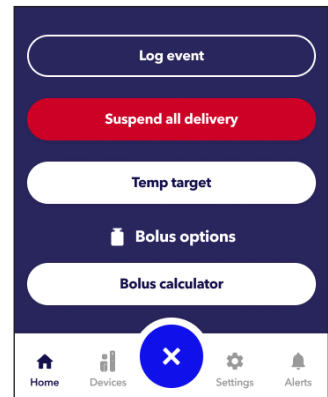 Log event
Suspend all delivery
Temp target
Bolus options
Bolus calculator
Home Devices Settings Alerts